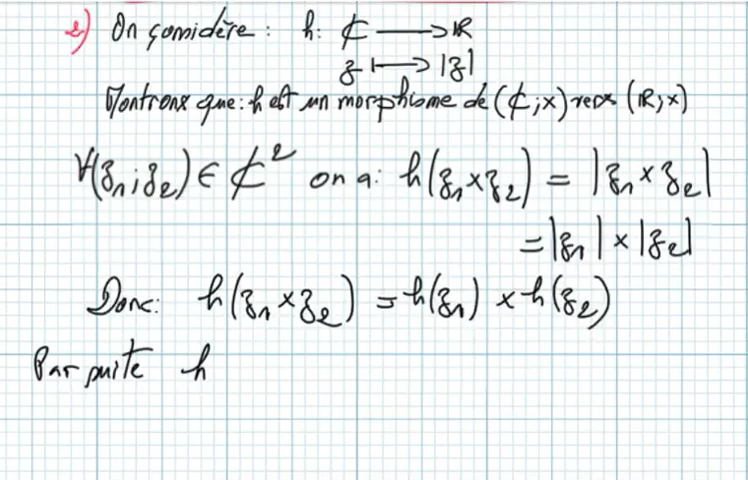 2) On considère : h: ℂ ⟶ ℝ
z ⟼ |z|
Montrons que : h est un morphisme de (ℂ;×) vers (ℝ;×)
∀(z₁;z₂) ∈ ℂ² on a: h(z₁×z₂) = |z₁×z₂|
= |z₁| × |z₂|
Donc: h(z₁×z₂) = h(z₁) × h(z₂)
Par suite h